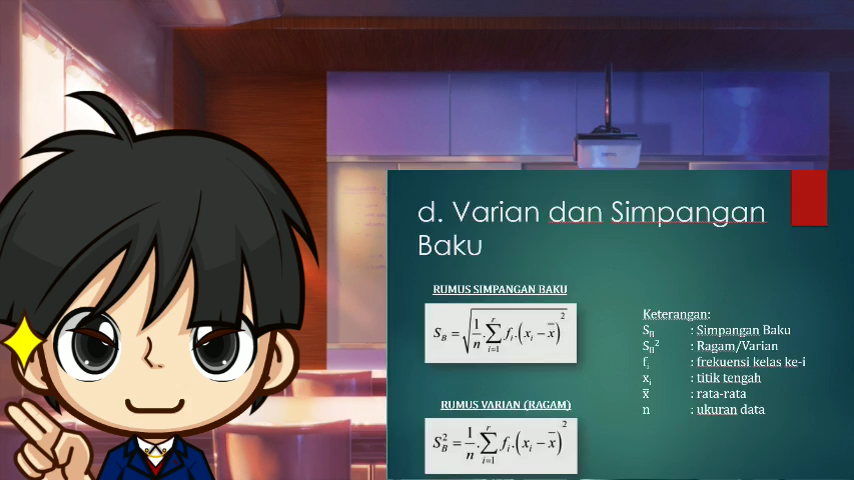 d. Varian dan Simpangan
Baku
RUMUS SIMPANGAN BAKU
S_B = √(1/n . Σ_{i=1}^{r} f_i.(x_i − x̄)²)
RUMUS VARIAN (RAGAM)
S_B² = 1/n . Σ_{i=1}^{r} f_i.(x_i − x̄)²
Keterangan:
S_B : Simpangan Baku
S_B² : Ragam/Varian
f_i : frekuensi kelas ke-i
x_i : titik tengah
x̄ : rata-rata
n : ukuran data